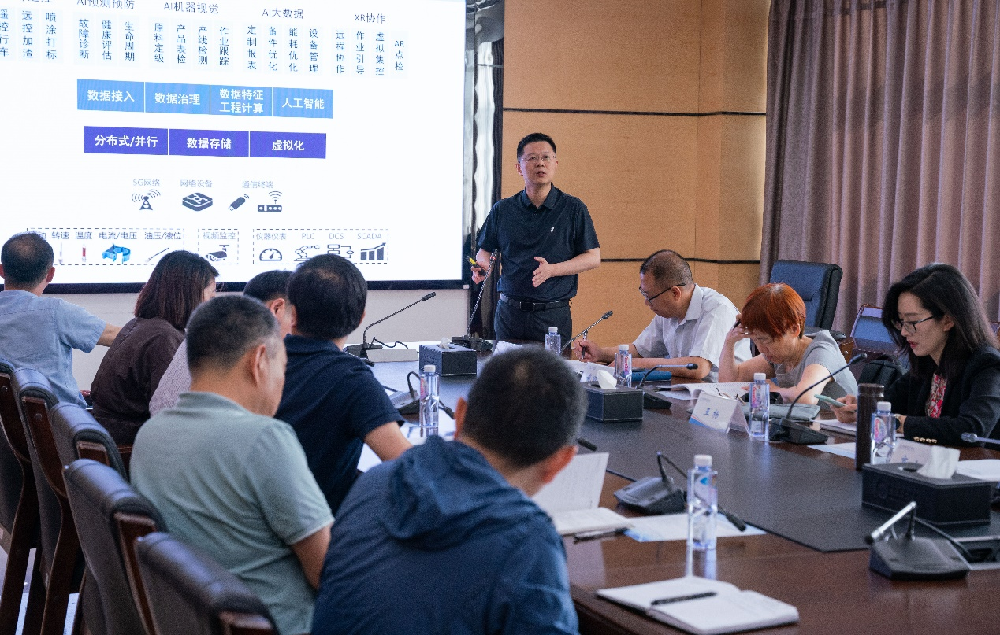 AI预测预防
AI机器视觉
AI大数据
XR协作
远控加渣
喷涂打标
故障诊断
健康评估
生命周期
原料定级
产品表检
产线检测
作业跟踪
定制报表
备件优化
能耗优化
设备管理
远程协作
作业引导
虚拟集控
AR点检
数据接入
数据治理
数据特征
工程计算
人工智能
分布式/并行
数据存储
虚拟化
5G网络
网络设备
通信终端
转速
温度
电流/电压
油压/液位
视频监控
仪器仪表
PLC
DCS
SCADA